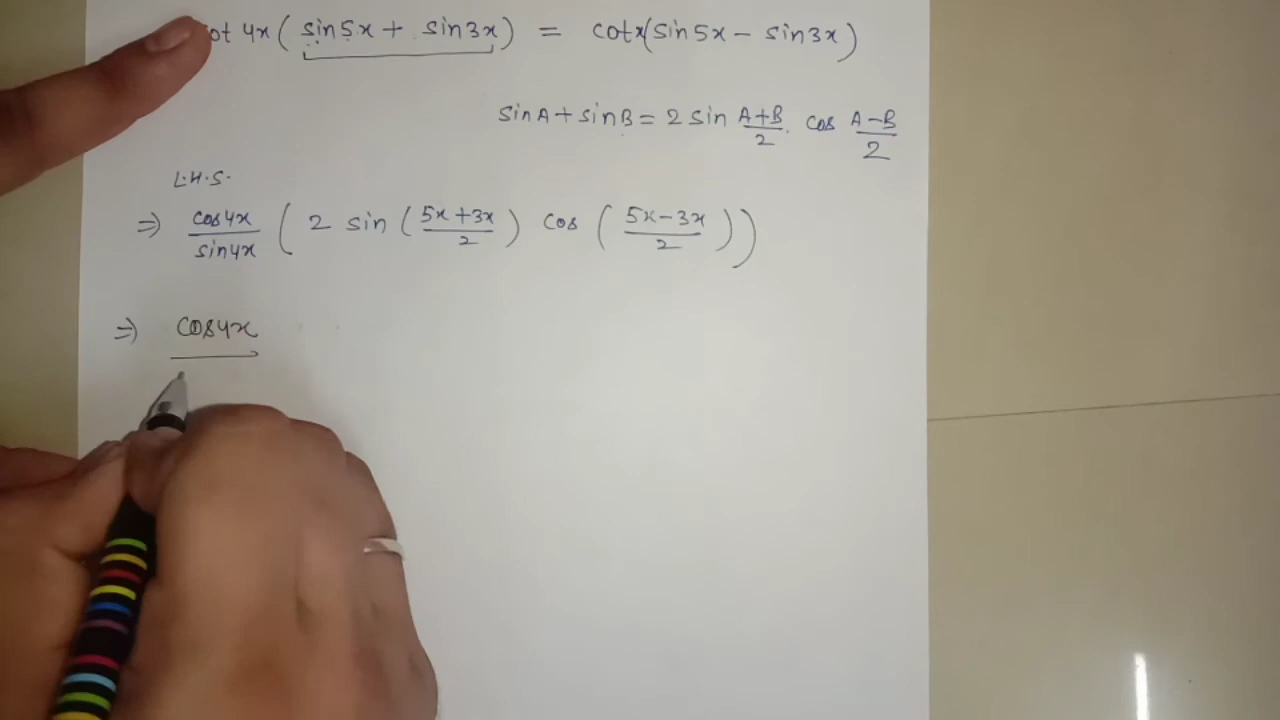 ot 4x ( sin5x + sin3x ) = cotx(sin5x - sin3x)
sinA + sinB = 2 sin A+B/2 . cos A-B/2
L.H.S.
⇒ cos4x/sin4x ( 2 sin ( 5x+3x/2 ) cos ( 5x-3x/2 ) )
⇒ cos4x